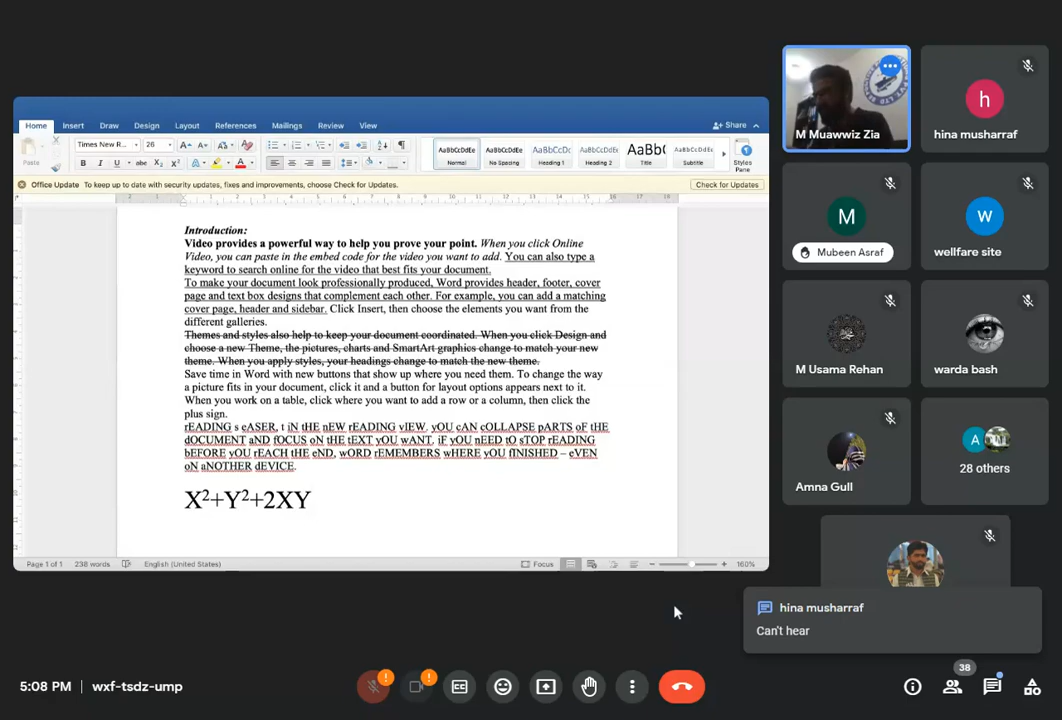 Home Insert Draw Design Layout References Mailings Review View Share
Times New R... 26
Paste
AaBbCcDdEe AaBbCcDdEe AaBbCcDc AaBbCcDdEe AaBbC AaBbCcDdEe
Normal No Spacing Heading 1 Heading 2 Title Subtitle Styles Pane
Office Update To keep up to date with security updates, fixes and improvements, choose Check for Updates. Check for Updates
Introduction:
Video provides a powerful way to help you prove your point. When you click Online
Video, you can paste in the embed code for the video you want to add. You can also type a
keyword to search online for the video that best fits your document.
To make your document look professionally produced, Word provides header, footer, cover
page and text box designs that complement each other. For example, you can add a matching
cover page, header and sidebar. Click Insert, then choose the elements you want from the
different galleries.
Themes and styles also help to keep your document coordinated. When you click Design and
choose a new Theme, the pictures, charts and SmartArt graphics change to match your new
theme. When you apply styles, your headings change to match the new theme.
Save time in Word with new buttons that show up where you need them. To change the way
a picture fits in your document, click it and a button for layout options appears next to it.
When you work on a table, click where you want to add a row or a column, then click the
plus sign.
rEADING s eASER, t iN tHE nEW rEADING vIEW. yOU cAN cOLLAPSE pARTS oF tHE
dOCUMENT aND fOCUS oN tHE tEXT yOU wANT. iF yOU nEED tO sTOP rEADING
bEFORE yOU rEACH tHE eND, wORD rEMEMBERS wHERE yOU fINISHED – eVEN
oN aNOTHER dEVICE.
X²+Y²+2XY
Page 1 of 1 238 words English (United States) Focus 160%
M Muawwiz Zia
h
hina musharraf
M
Mubeen Asraf
w
wellfare site
M Usama Rehan
warda bash
Amna Gull
A
28 others
hina musharraf
Can't hear
5:08 PM wxf-tsdz-ump
38